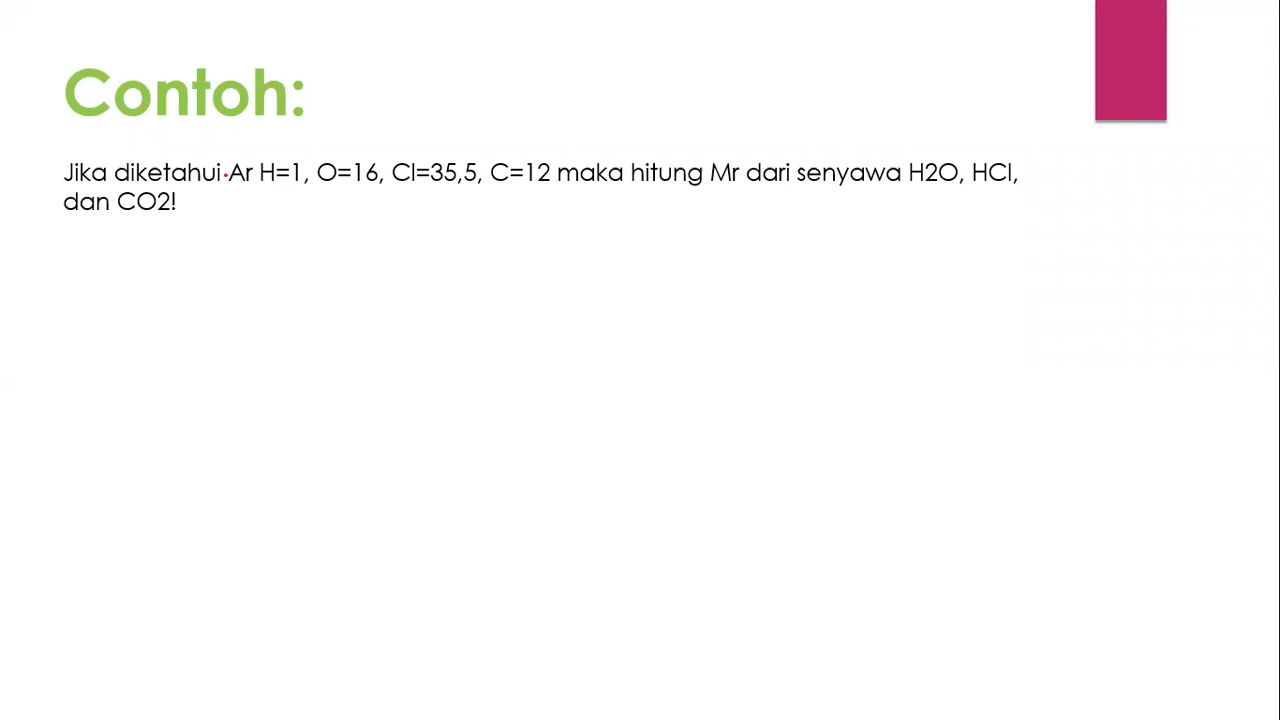 Contoh:
Jika diketahui Ar H=1, O=16, Cl=35,5, C=12 maka hitung Mr dari senyawa H2O, HCl,
dan CO2!